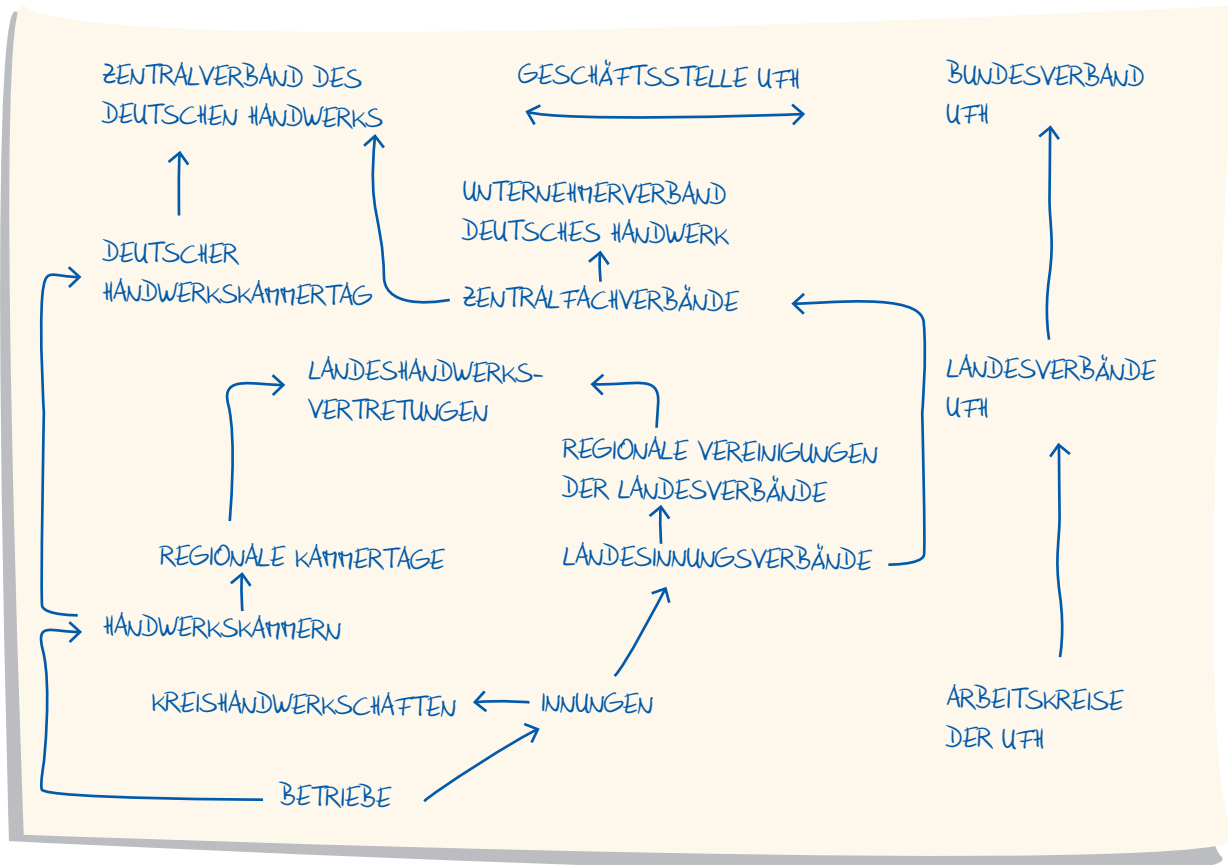 ZENTRALVERBAND DES
DEUTSCHEN HANDWERKS
GESCHÄFTSSTELLE UFH
BUNDESVERBAND
UFH
UNTERNEHMERVERBAND
DEUTSCHES HANDWERK
DEUTSCHER
HANDWERKSKAMMERTAG
ZENTRALFACHVERBÄNDE
LANDESHANDWERKS-
VERTRETUNGEN
LANDESVERBÄNDE
UFH
REGIONALE VEREINIGUNGEN
DER LANDESVERBÄNDE
REGIONALE KAMMERTAGE
LANDESINNUNGSVERBÄNDE
HANDWERKSKAMMERN
KREISHANDWERKSCHAFTEN
INNUNGEN
ARBEITSKREISE
DER UFH
BETRIEBE